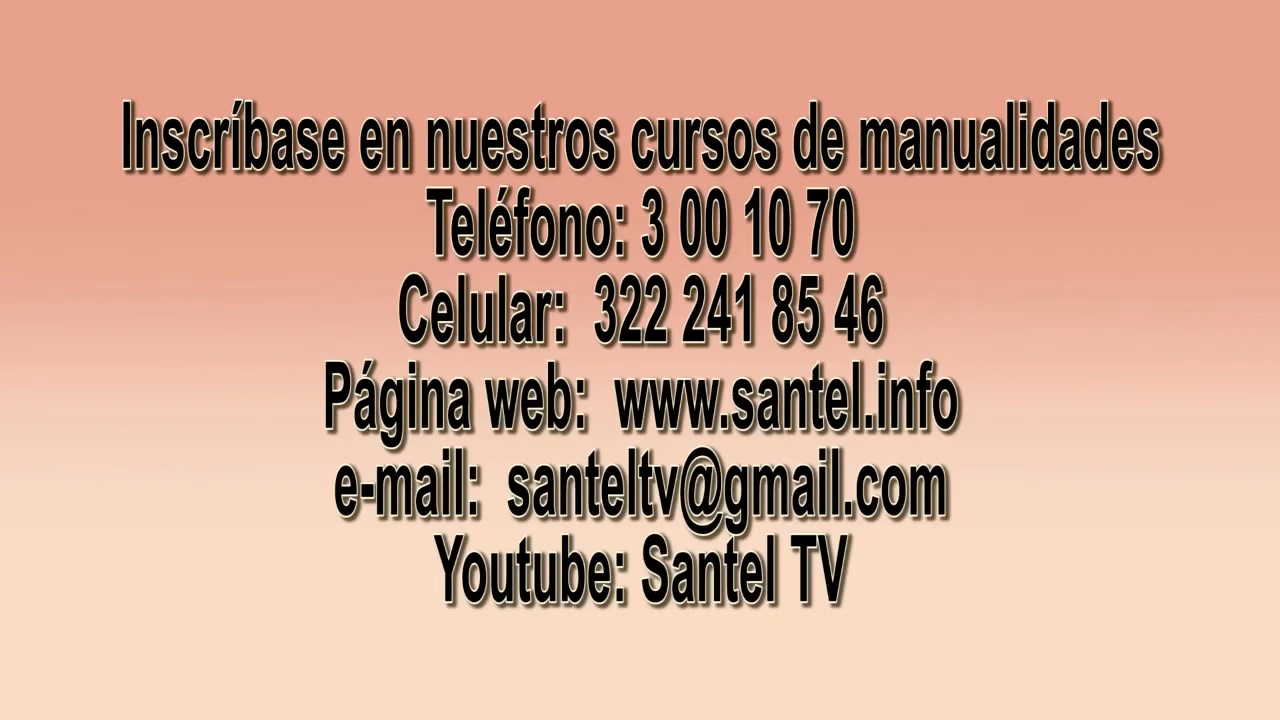 Inscríbase en nuestros cursos de manualidades
Teléfono: 3 00 10 70
Celular: 322 241 85 46
Página web: www.santel.info
e-mail: santeltv@gmail.com
Youtube: Santel TV